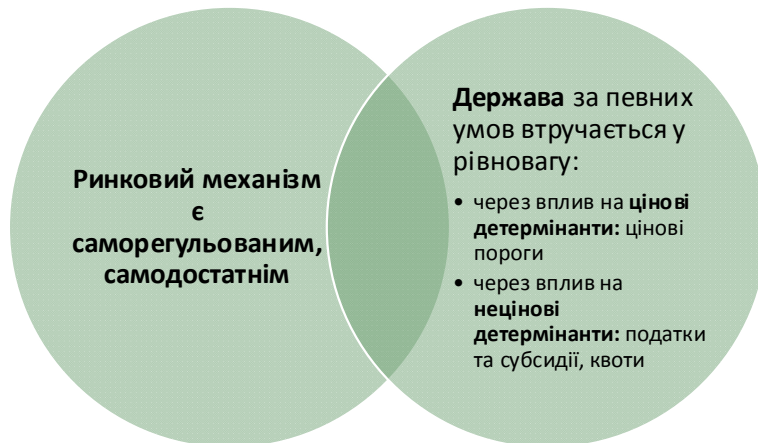 Ринковий механізм
є
саморегульованим,
самодостатнім
Держава за певних
умов втручається у
рівновагу:
• через вплив на цінові
детермінанти: цінові
пороги
• через вплив на
нецінові
детермінанти: податки
та субсидії, квоти